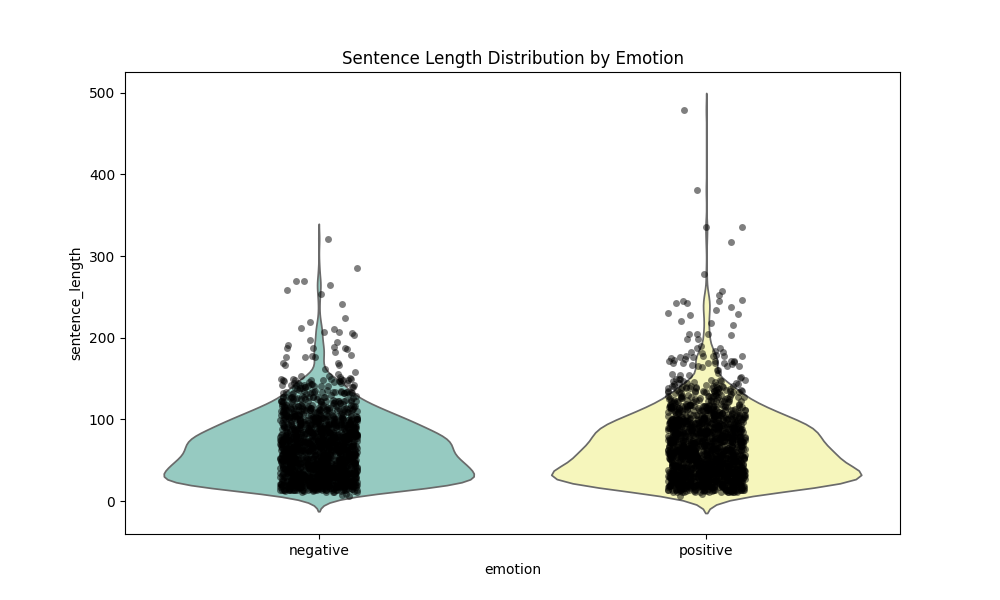 Sentence Length Distribution by Emotion
500
400
300
200
100
0
sentence_length
negative
positive
emotion